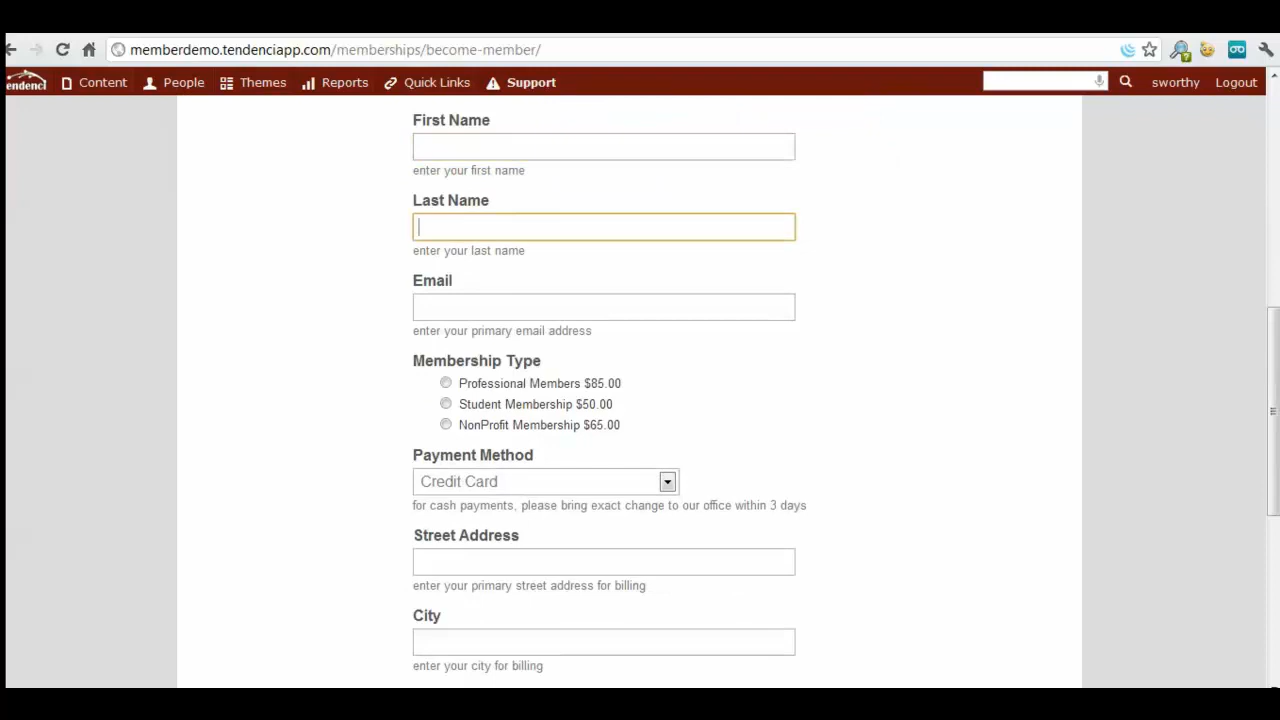 memberdemo.tendenciapp.com/memberships/become-member/
endenci Content People Themes Reports Quick Links Support sworthy Logout
First Name
enter your first name
Last Name
enter your last name
Email
enter your primary email address
Membership Type
Professional Members $85.00
Student Membership $50.00
NonProfit Membership $65.00
Payment Method
Credit Card
for cash payments, please bring exact change to our office within 3 days
Street Address
enter your primary street address for billing
City
enter your city for billing